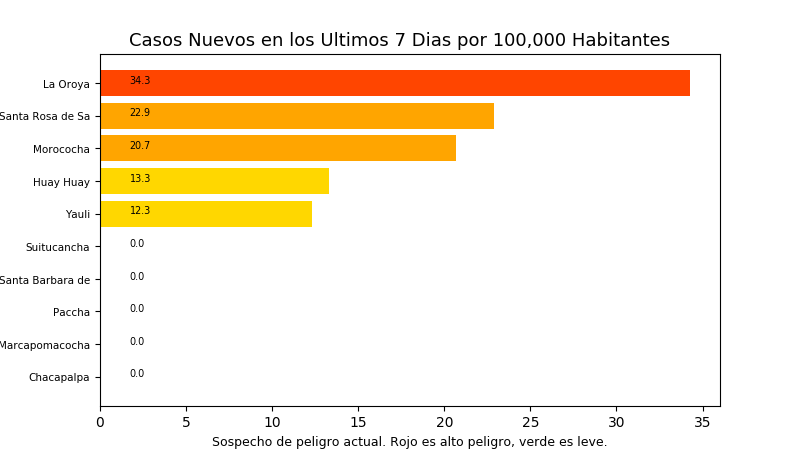 Casos Nuevos en los Ultimos 7 Dias por 100,000 Habitantes
La Oroya 34.3
Santa Rosa de Sa 22.9
Morococha 20.7
Huay Huay 13.3
Yauli 12.3
Suitucancha 0.0
Santa Barbara de 0.0
Paccha 0.0
Marcapomacocha 0.0
Chacapalpa 0.0
0 5 10 15 20 25 30 35
Sospecho de peligro actual. Rojo es alto peligro, verde es leve.